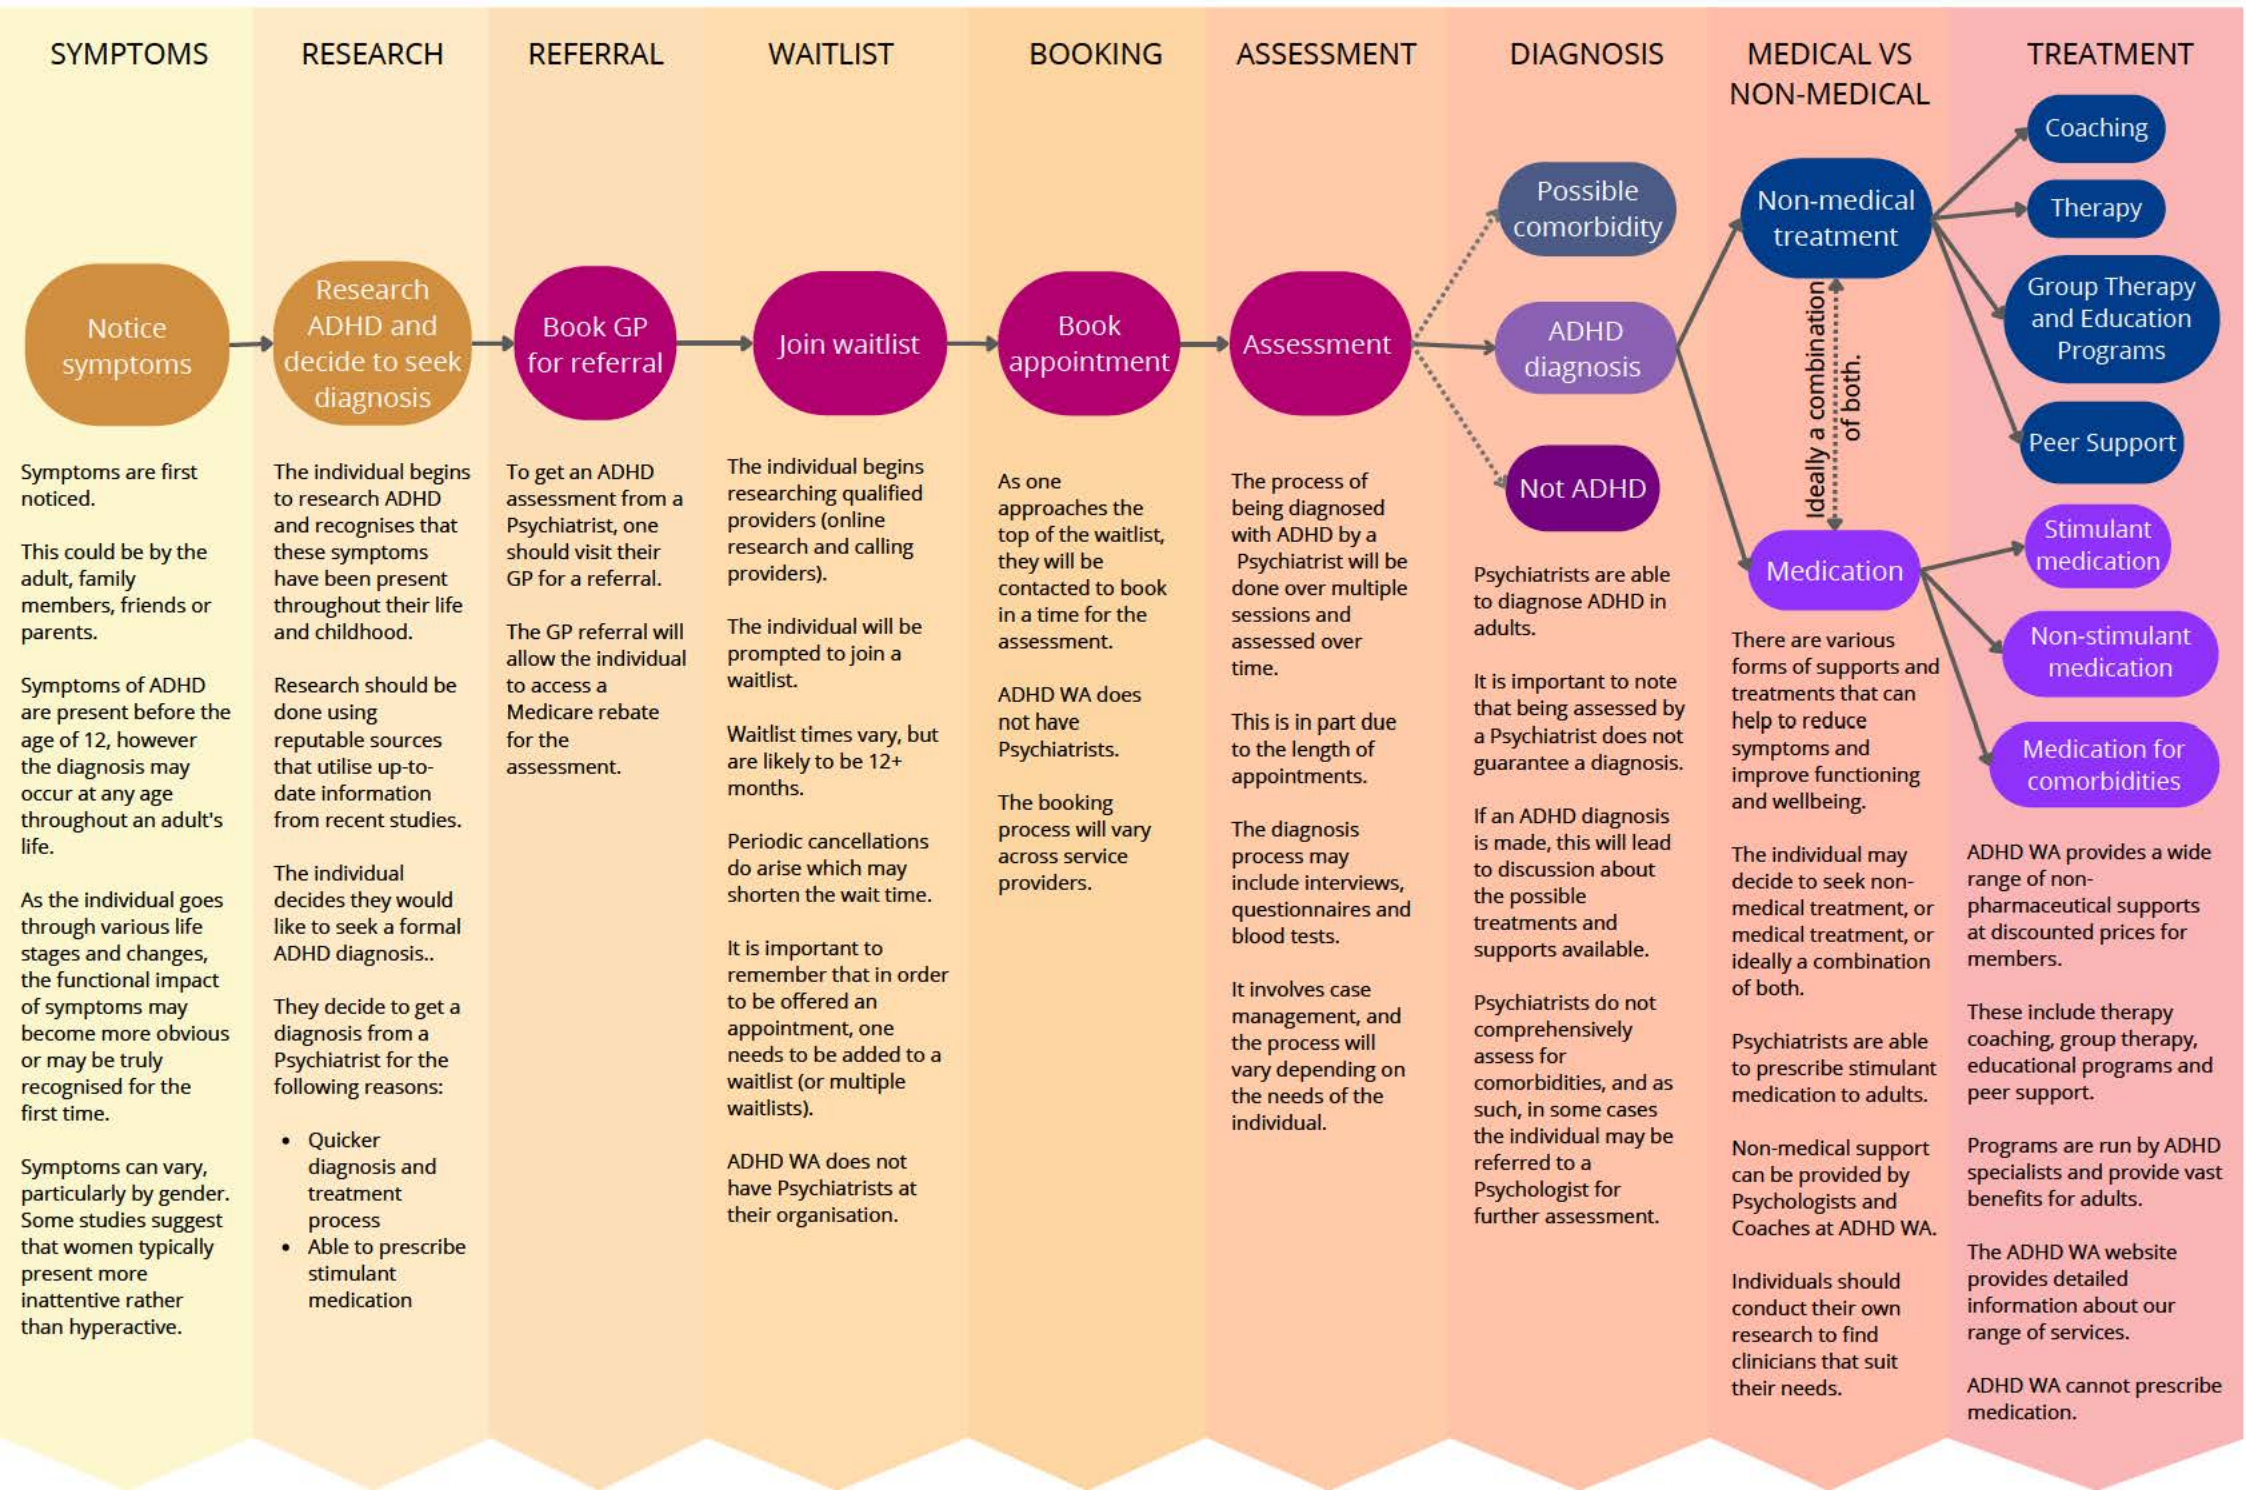 SYMPTOMS
Notice
symptoms
Symptoms are first
noticed.
This could be by the
adult, family
members, friends or
parents.
Symptoms of ADHD
are present before the
age of 12, however
the diagnosis may
occur at any age
throughout an adult's
life.
As the individual goes
through various life
stages and changes,
the functional impact
of symptoms may
become more obvious
or may be truly
recognised for the
first time.
Symptoms can vary,
particularly by gender.
Some studies suggest
that women typically
present more
inattentive rather
than hyperactive.
RESEARCH
Research
ADHD and
decide to seek
diagnosis
The individual begins
to research ADHD
and recognises that
these symptoms
have been present
throughout their life
and childhood.
Research should be
done using
reputable sources
that utilise up-to-
date information
from recent studies.
The individual
decides they would
like to seek a formal
ADHD diagnosis..
They decide to get a
diagnosis from a
Psychiatrist for the
following reasons:
• Quicker
diagnosis and
treatment
process
• Able to prescribe
stimulant
medication
REFERRAL
Book GP
for referral
To get an ADHD
assessment from a
Psychiatrist, one
should visit their
GP for a referral.
The GP referral will
allow the individual
to access a
Medicare rebate
for the
assessment.
WAITLIST
Join waitlist
The individual begins
researching qualified
providers (online
research and calling
providers).
The individual will be
prompted to join a
waitlist.
Waitlist times vary, but
are likely to be 12+
months.
Periodic cancellations
do arise which may
shorten the wait time.
It is important to
remember that in order
to be offered an
appointment, one
needs to be added to a
waitlist (or multiple
waitlists).
ADHD WA does not
have Psychiatrists at
their organisation.
BOOKING
Book
appointment
As one
approaches the
top of the waitlist,
they will be
contacted to book
in a time for the
assessment.
ADHD WA does
not have
Psychiatrists.
The booking
process will vary
across service
providers.
ASSESSMENT
Assessment
The process of
being diagnosed
with ADHD by a
Psychiatrist will be
done over multiple
sessions and
assessed over
time.
This is in part due
to the length of
appointments.
The diagnosis
process may
include interviews,
questionnaires and
blood tests.
It involves case
management, and
the process will
vary depending on
the needs of the
individual.
DIAGNOSIS
Possible
comorbidity
ADHD
diagnosis
Not ADHD
Psychiatrists are able
to diagnose ADHD in
adults.
It is important to note
that being assessed by
a Psychiatrist does not
guarantee a diagnosis.
If an ADHD diagnosis
is made, this will lead
to discussion about
the possible
treatments and
supports available.
Psychiatrists do not
comprehensively
assess for
comorbidities, and as
such, in some cases
the individual may be
referred to a
Psychologist for
further assessment.
MEDICAL VS
NON-MEDICAL
Non-medical
treatment
Ideally a combination
of both.
Medication
There are various
forms of supports and
treatments that can
help to reduce
symptoms and
improve functioning
and wellbeing.
The individual may
decide to seek non-
medical treatment, or
medical treatment, or
ideally a combination
of both.
Psychiatrists are able
to prescribe stimulant
medication to adults.
Non-medical support
can be provided by
Psychologists and
Coaches at ADHD WA.
Individuals should
conduct their own
research to find
clinicians that suit
their needs.
TREATMENT
Coaching
Therapy
Group Therapy
and Education
Programs
Peer Support
Stimulant
medication
Non-stimulant
medication
Medication for
comorbidities
ADHD WA provides a wide
range of non-
pharmaceutical supports
at discounted prices for
members.
These include therapy
coaching, group therapy,
educational programs and
peer support.
Programs are run by ADHD
specialists and provide vast
benefits for adults.
The ADHD WA website
provides detailed
information about our
range of services.
ADHD WA cannot prescribe
medication.